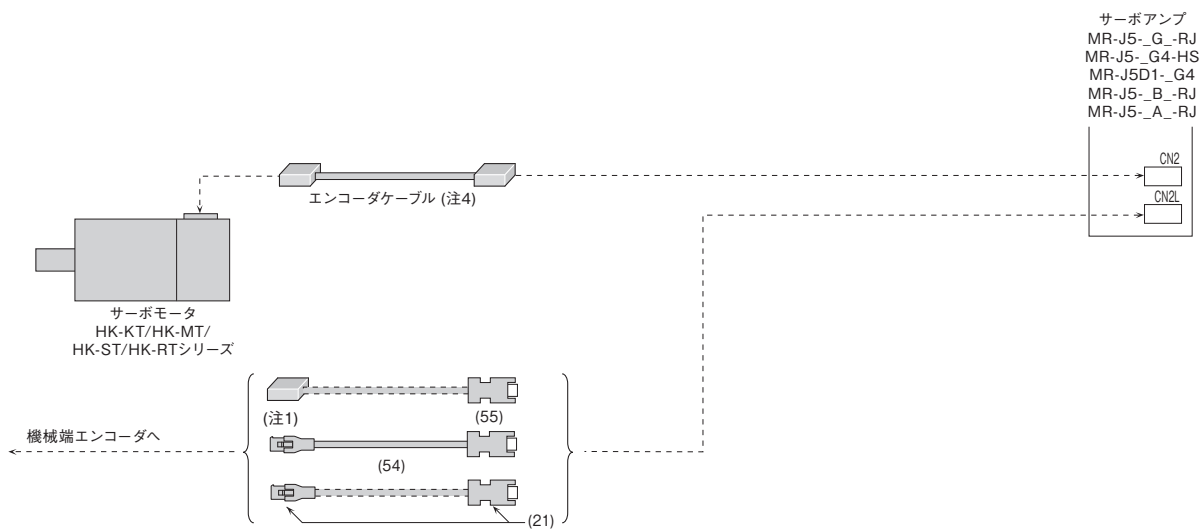 サーボアンプ
MR-J5-_G_-RJ
MR-J5-_G4-HS
MR-J5D1-_G4
MR-J5-_B_-RJ
MR-J5-_A_-RJ
CN2
CN2L
エンコーダケーブル (注4)
サーボモータ
HK-KT/HK-MT/
HK-ST/HK-RTシリーズ
機械端エンコーダへ
(注1)
(55)
(54)
(21)